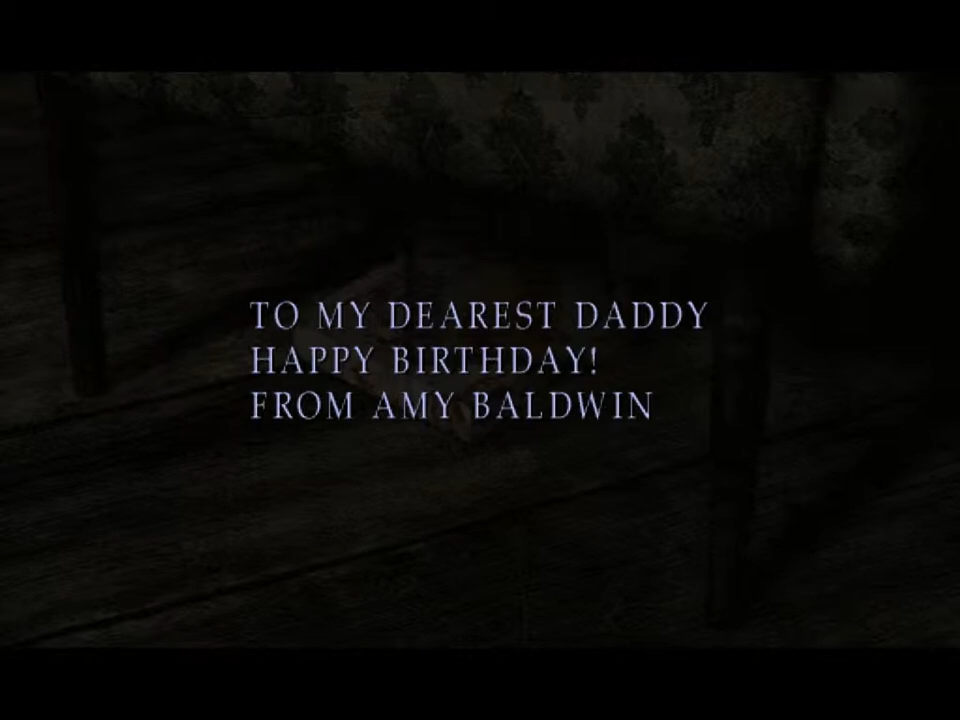 TO MY DEAREST DADDY
HAPPY BIRTHDAY!
FROM AMY BALDWIN